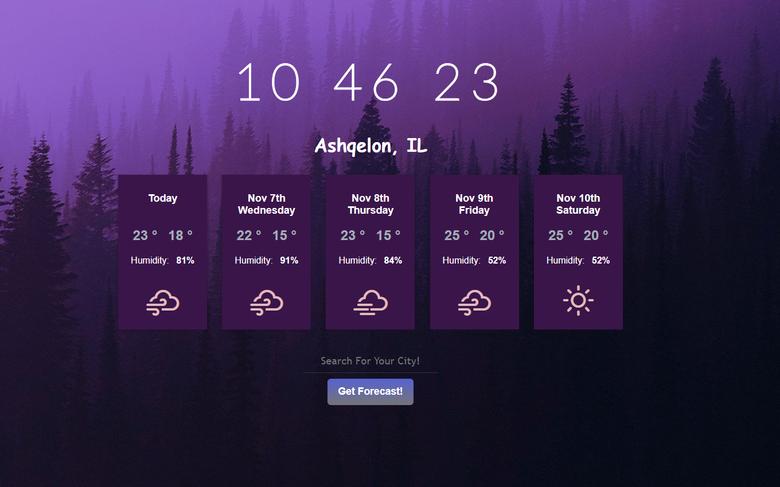 10 46 23
Ashqelon, IL
Today
23 ° 18 °
Humidity: 81%
Nov 7th
Wednesday
22 ° 15 °
Humidity: 91%
Nov 8th
Thursday
23 ° 15 °
Humidity: 84%
Nov 9th
Friday
25 ° 20 °
Humidity: 52%
Nov 10th
Saturday
25 ° 20 °
Humidity: 52%
Search For Your City!
Get Forecast!